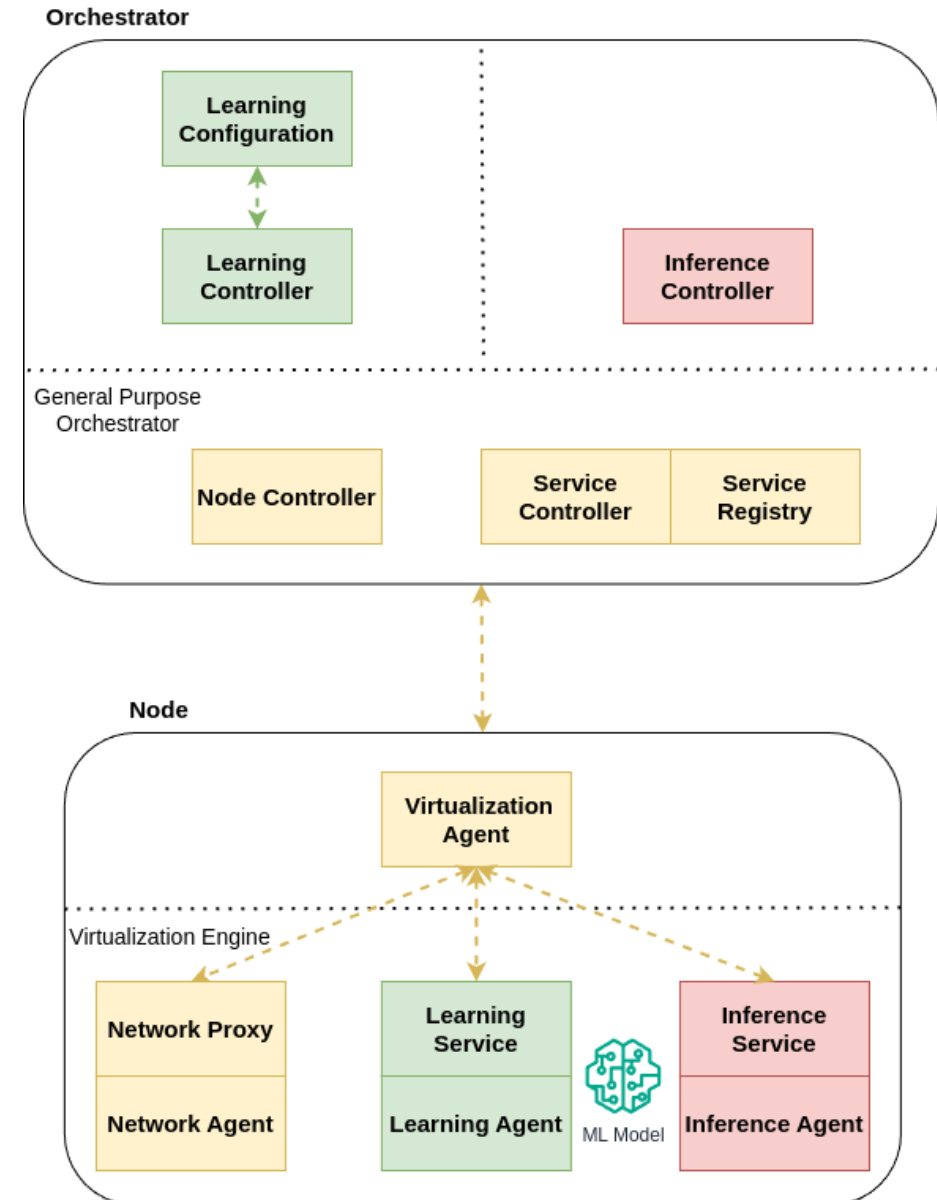 Orchestrator
Learning
Configuration
Learning
Controller
Inference
Controller
General Purpose
Orchestrator
Node Controller
Service
Controller
Service
Registry
Node
Virtualization
Agent
Virtualization Engine
Network Proxy
Network Agent
Learning
Service
Learning Agent
ML Model
Inference
Service
Inference Agent